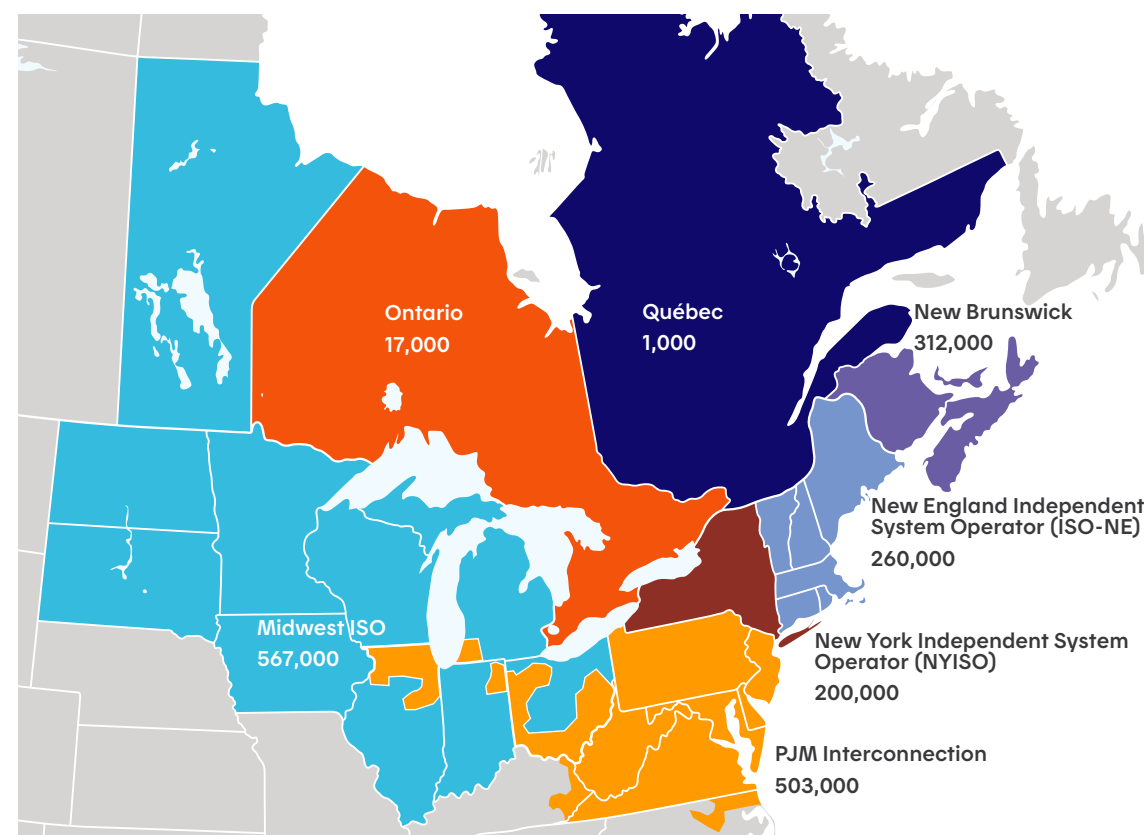 Ontario
17,000
Québec
1,000
New Brunswick
312,000
New England Independent
System Operator (ISO-NE)
260,000
Midwest ISO
567,000
New York Independent System
Operator (NYISO)
200,000
PJM Interconnection
503,000